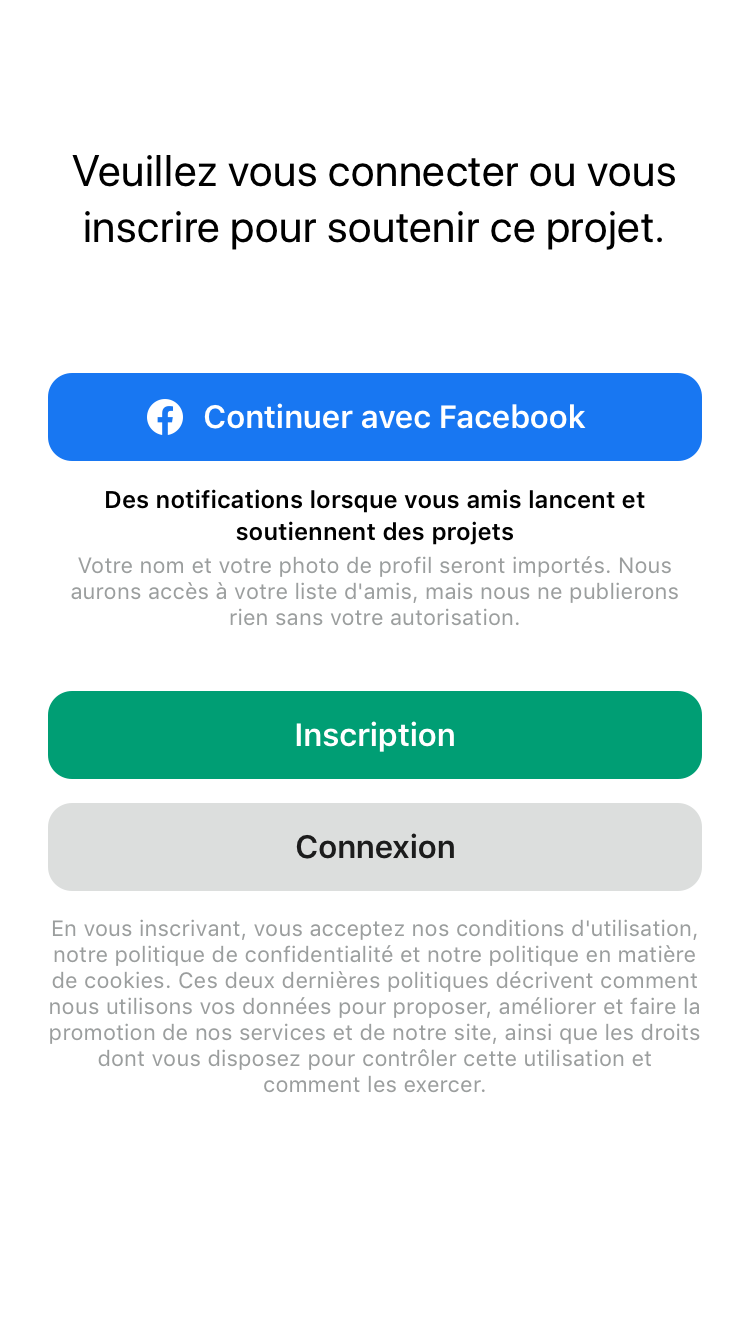 Veuillez vous connecter ou vous
inscrire pour soutenir ce projet.
Continuer avec Facebook
Des notifications lorsque vous amis lancent et
soutiennent des projets
Votre nom et votre photo de profil seront importés. Nous
aurons accès à votre liste d'amis, mais nous ne publierons
rien sans votre autorisation.
Inscription
Connexion
En vous inscrivant, vous acceptez nos conditions d'utilisation,
notre politique de confidentialité et notre politique en matière
de cookies. Ces deux dernières politiques décrivent comment
nous utilisons vos données pour proposer, améliorer et faire la
promotion de nos services et de notre site, ainsi que les droits
dont vous disposez pour contrôler cette utilisation et
comment les exercer.